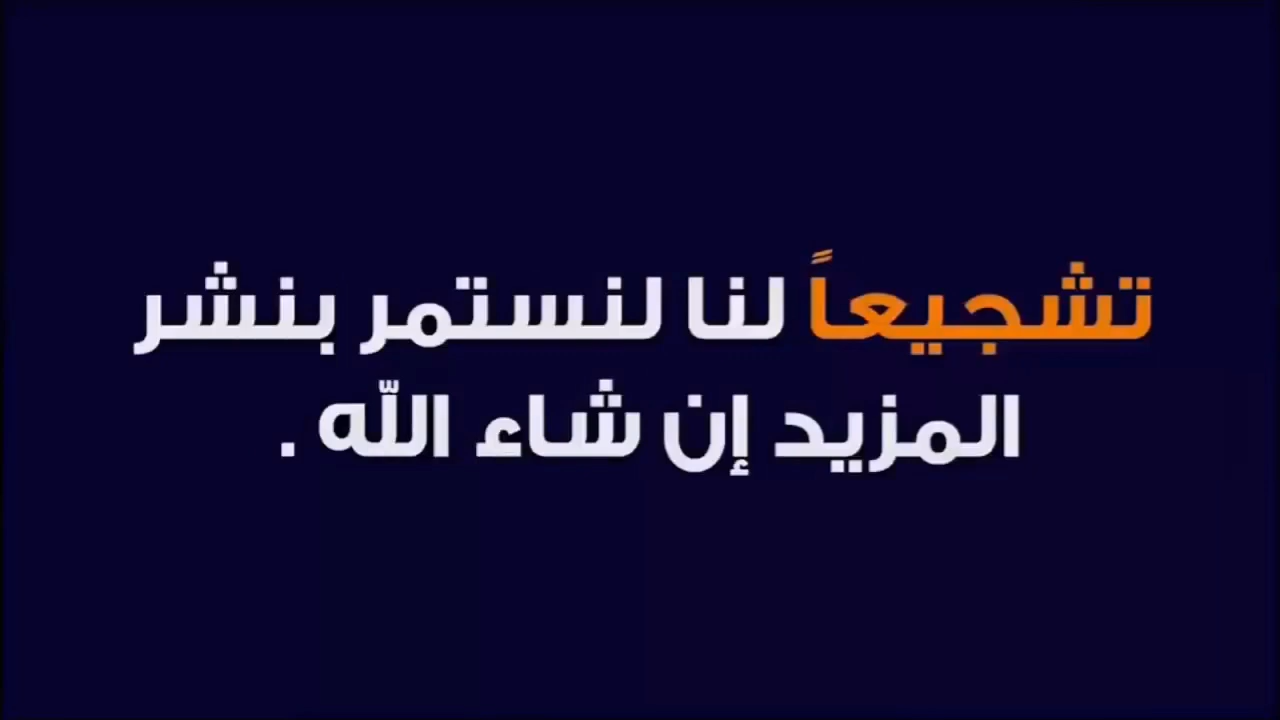 تشجيعاً لنا لنستمر بنشر
المزيد إن شاء اللّه .